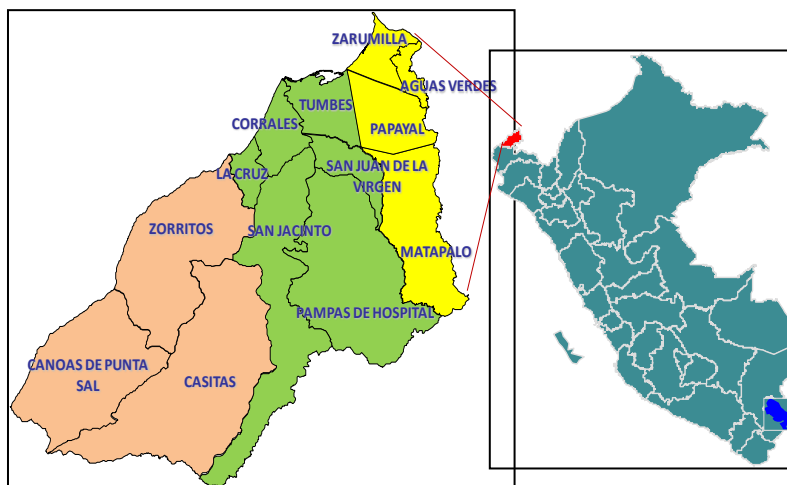 ZARUMILLA
AGUAS VERDES
TUMBES
CORRALES
PAPAYAL
LA CRUZ
SAN JUAN DE LA
VIRGEN
ZORRITOS
SAN JACINTO
MATAPALO
PAMPAS DE HOSPITAL
CANOAS DE PUNTA
SAL
CASITAS